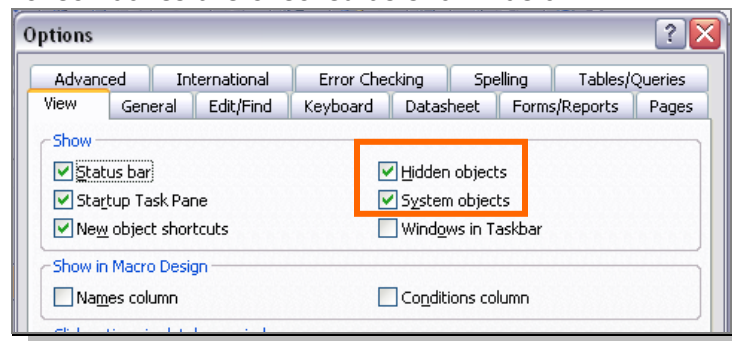 Options
Advanced International Error Checking Spelling Tables/Queries
View General Edit/Find Keyboard Datasheet Forms/Reports Pages
Show
Status bar Hidden objects
Startup Task Pane System objects
New object shortcuts Windows in Taskbar
Show in Macro Design
Names column Conditions column